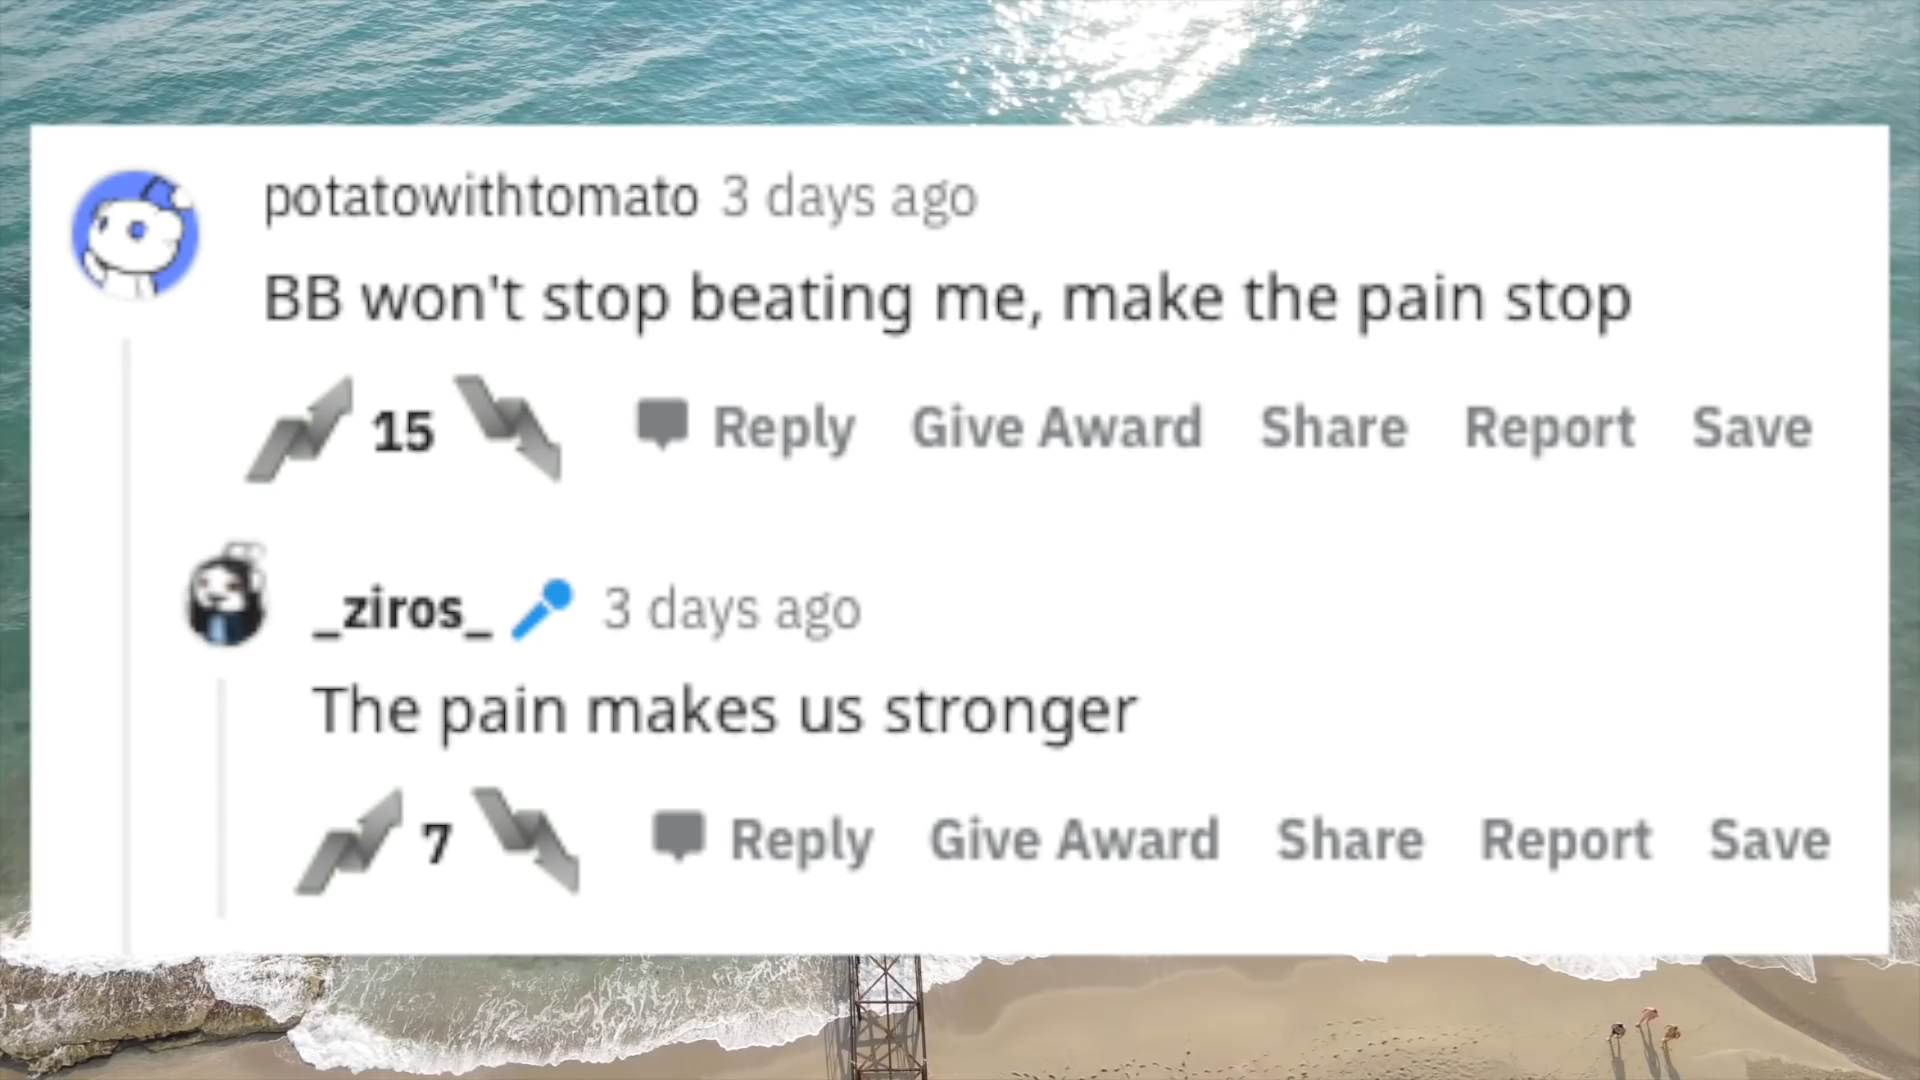 potatowithtomato 3 days ago
BB won't stop beating me, make the pain stop
15 Reply Give Award Share Report Save
_ziros_ 3 days ago
The pain makes us stronger
7 Reply Give Award Share Report Save